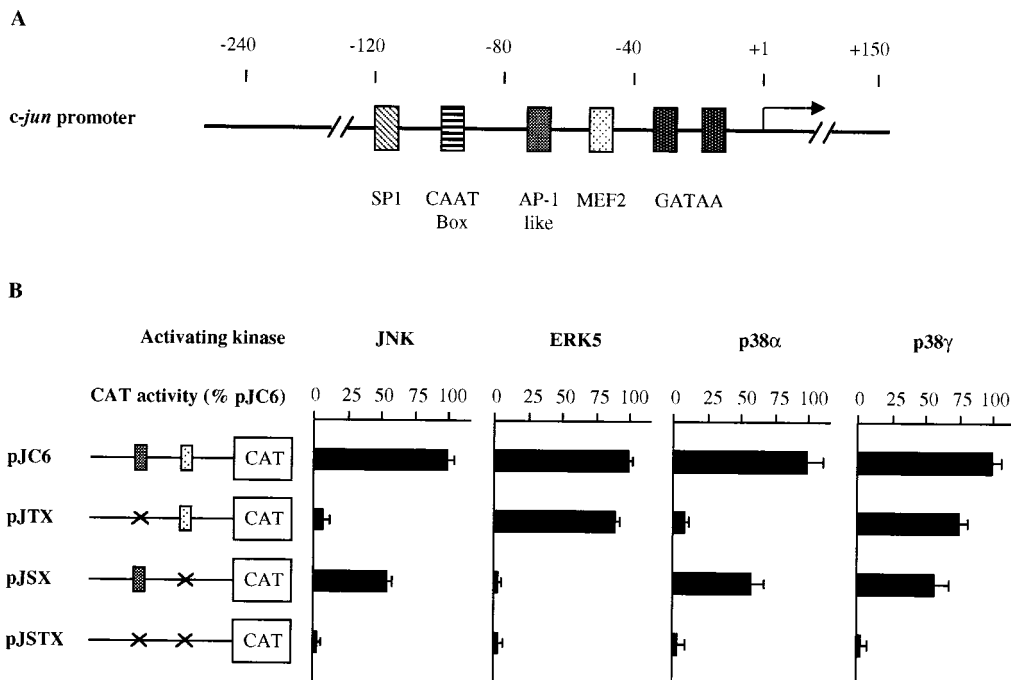 A
-240 -120 -80 -40 +1 +150
c-jun promoter
SP1 CAAT Box AP-1 like MEF2 GATAA
B
Activating kinase JNK ERK5 p38α p38γ
CAT activity (% pJC6) 0 25 50 75 100 0 25 50 75 100 0 25 50 75 100 0 25 50 75 100
pJC6 CAT
pJTX CAT
pJSX CAT
pJSTX CAT